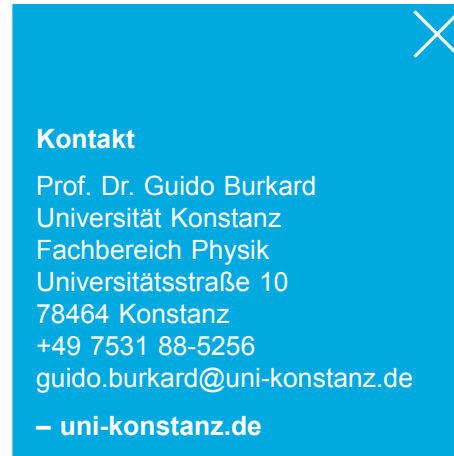 Kontakt
Prof. Dr. Guido Burkard
Universität Konstanz
Fachbereich Physik
Universitätsstraße 10
78464 Konstanz
+49 7531 88-5256
guido.burkard@uni-konstanz.de
– uni-konstanz.de